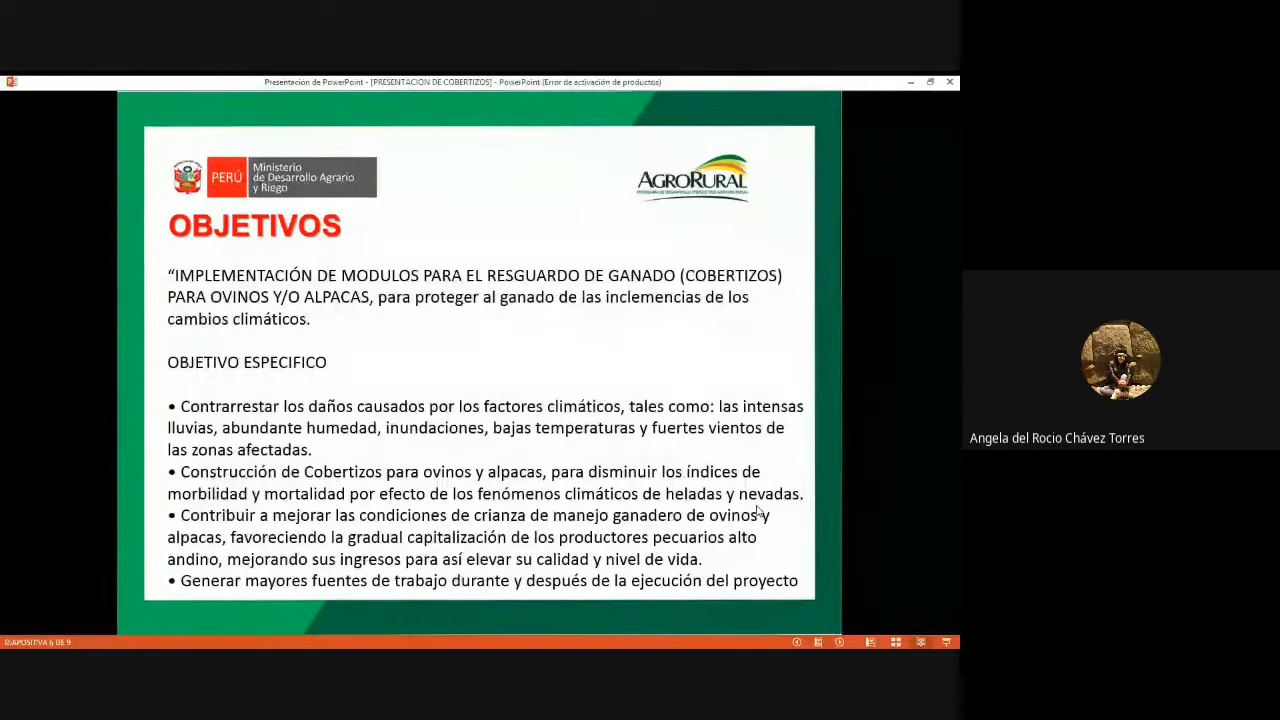 Presentación de PowerPoint - [PRESENTACION DE COBERTIZOS] - PowerPoint (Error de activación de productos)
PERÚ
Ministerio
de Desarrollo Agrario
y Riego
AGRORURAL
PROGRAMA DE DESARROLLO PRODUCTIVO AGRARIO RURAL
OBJETIVOS
“IMPLEMENTACIÓN DE MODULOS PARA EL RESGUARDO DE GANADO (COBERTIZOS)
PARA OVINOS Y/O ALPACAS, para proteger al ganado de las inclemencias de los
cambios climáticos.
OBJETIVO ESPECIFICO
• Contrarrestar los daños causados por los factores climáticos, tales como: las intensas
lluvias, abundante humedad, inundaciones, bajas temperaturas y fuertes vientos de
las zonas afectadas.
• Construcción de Cobertizos para ovinos y alpacas, para disminuir los índices de
morbilidad y mortalidad por efecto de los fenómenos climáticos de heladas y nevadas.
• Contribuir a mejorar las condiciones de crianza de manejo ganadero de ovinos y
alpacas, favoreciendo la gradual capitalización de los productores pecuarios alto
andino, mejorando sus ingresos para así elevar su calidad y nivel de vida.
• Generar mayores fuentes de trabajo durante y después de la ejecución del proyecto
DIAPOSITIVA 6 DE 9
Angela del Rocio Chávez Torres